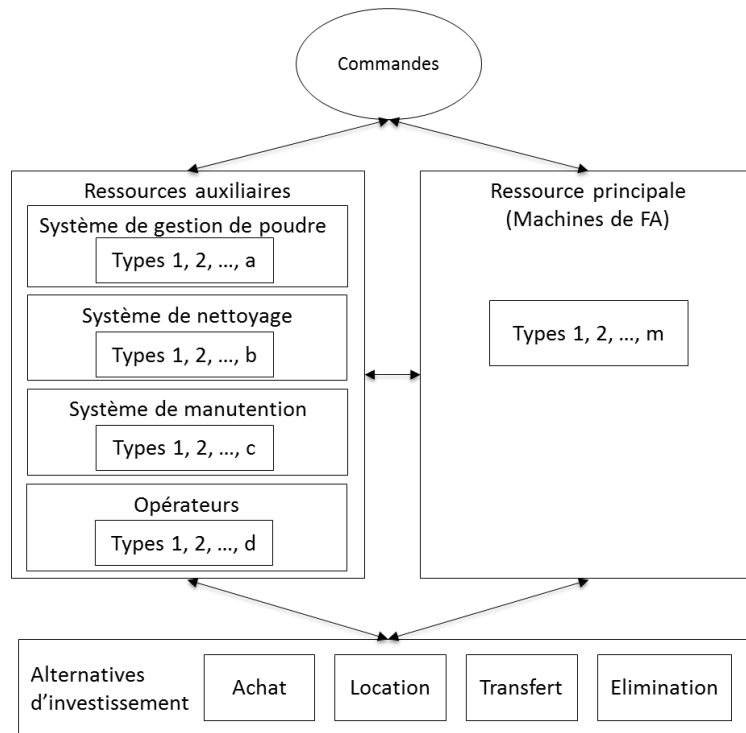 Commandes
Ressources auxiliaires
Système de gestion de poudre
Types 1, 2, ..., a
Système de nettoyage
Types 1, 2, ..., b
Système de manutention
Types 1, 2, ..., c
Opérateurs
Types 1, 2, ..., d
Ressource principale
(Machines de FA)
Types 1, 2, ..., m
Alternatives
d’investissement
Achat
Location
Transfert
Elimination